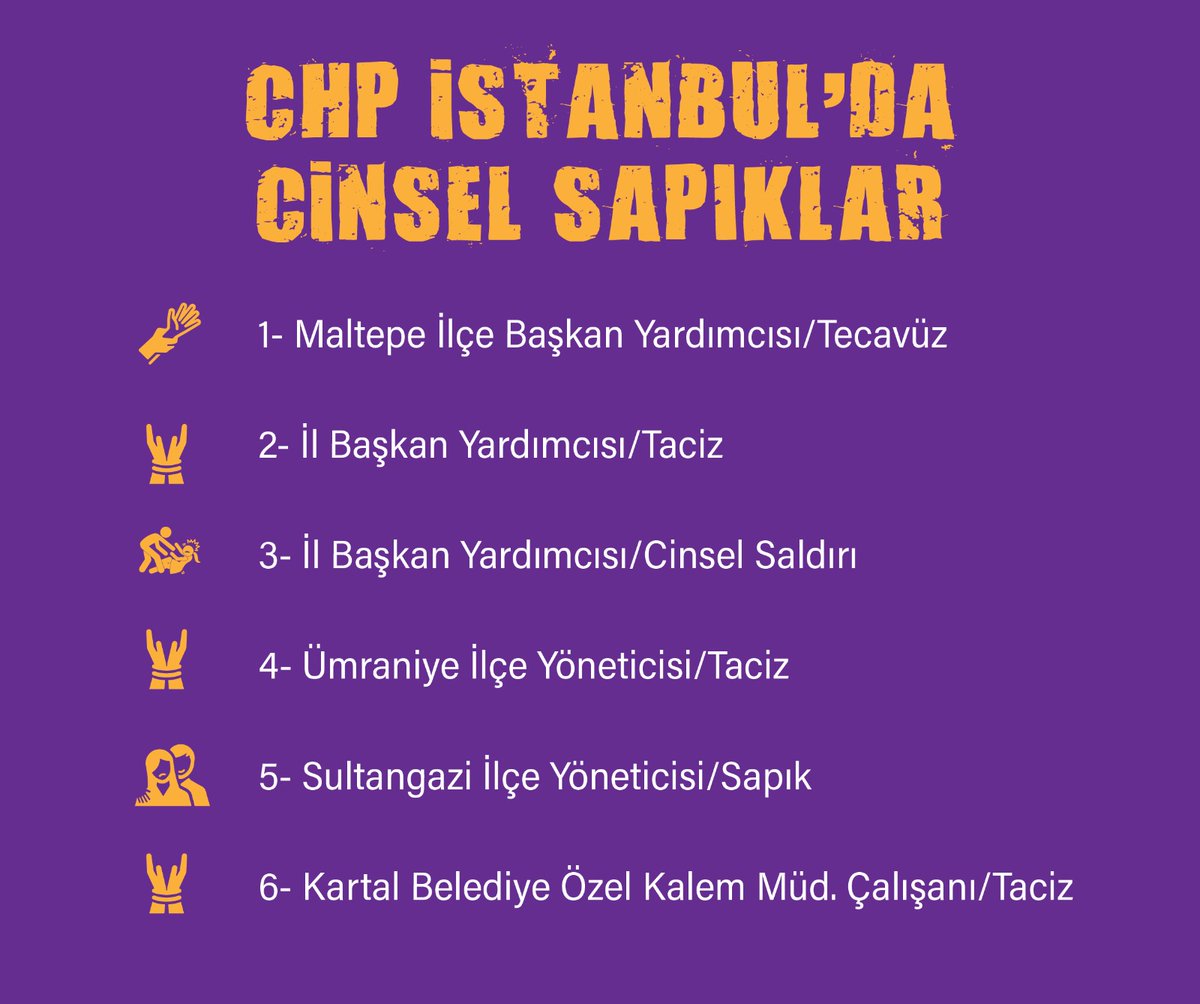 CHP İSTANBUL'DA
CİNSEL SAPIKLAR
1- Maltepe İlçe Başkan Yardımcısı/Tecavüz
2- İl Başkan Yardımcısı/Taciz
3- İl Başkan Yardımcısı/Cinsel Saldırı
4- Ümraniye İlçe Yöneticisi/Taciz
5- Sultangazi İlçe Yöneticisi/Sapık
6- Kartal Belediye Özel Kalem Müd. Çalışanı/Taciz